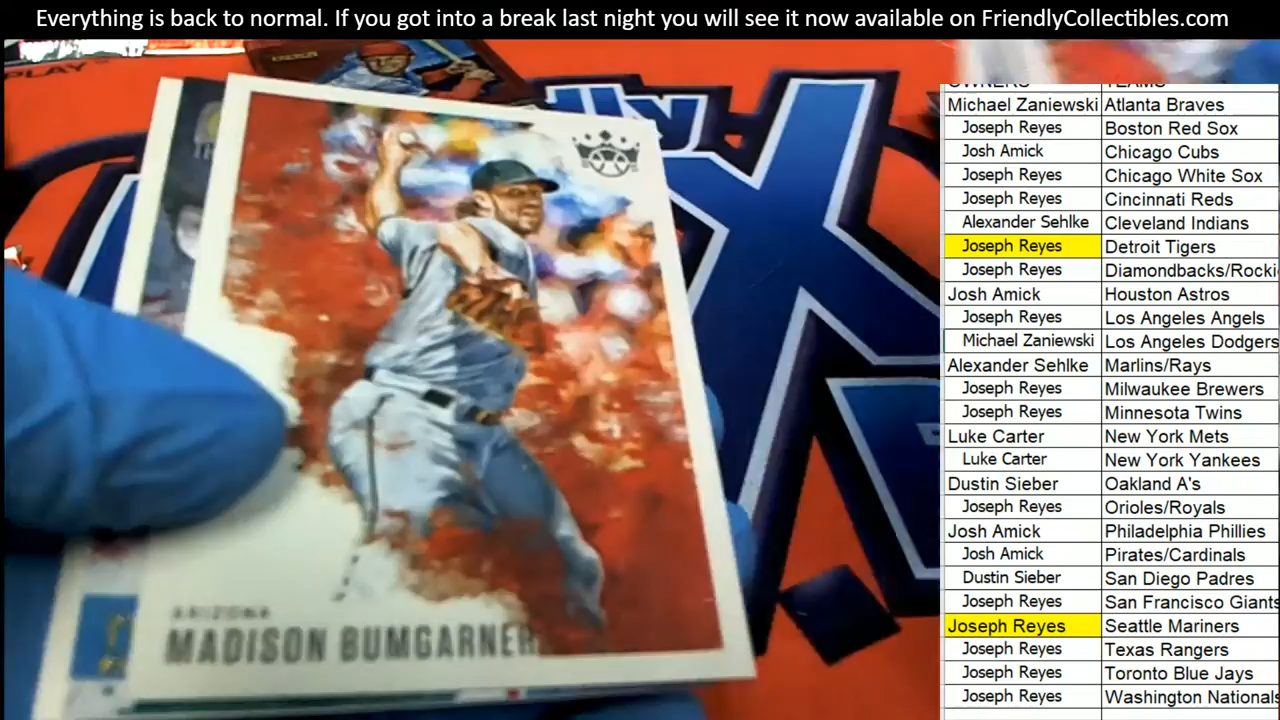 Everything is back to normal. If you got into a break last night you will see it now available on FriendlyCollectibles.com
PLAY
OWNERS TEAMS
Michael Zaniewski Atlanta Braves
Joseph Reyes Boston Red Sox
Josh Amick Chicago Cubs
Joseph Reyes Chicago White Sox
Joseph Reyes Cincinnati Reds
Alexander Sehlke Cleveland Indians
Joseph Reyes Detroit Tigers
Joseph Reyes Diamondbacks/Rocki
Josh Amick Houston Astros
Joseph Reyes Los Angeles Angels
Michael Zaniewski Los Angeles Dodgers
Alexander Sehlke Marlins/Rays
Joseph Reyes Milwaukee Brewers
Joseph Reyes Minnesota Twins
Luke Carter New York Mets
Luke Carter New York Yankees
Dustin Sieber Oakland A's
Joseph Reyes Orioles/Royals
Josh Amick Philadelphia Phillies
Josh Amick Pirates/Cardinals
Dustin Sieber San Diego Padres
Joseph Reyes San Francisco Giants
Joseph Reyes Seattle Mariners
Joseph Reyes Texas Rangers
Joseph Reyes Toronto Blue Jays
Joseph Reyes Washington Nationals
ARIZONA
MADISON BUMGARNER